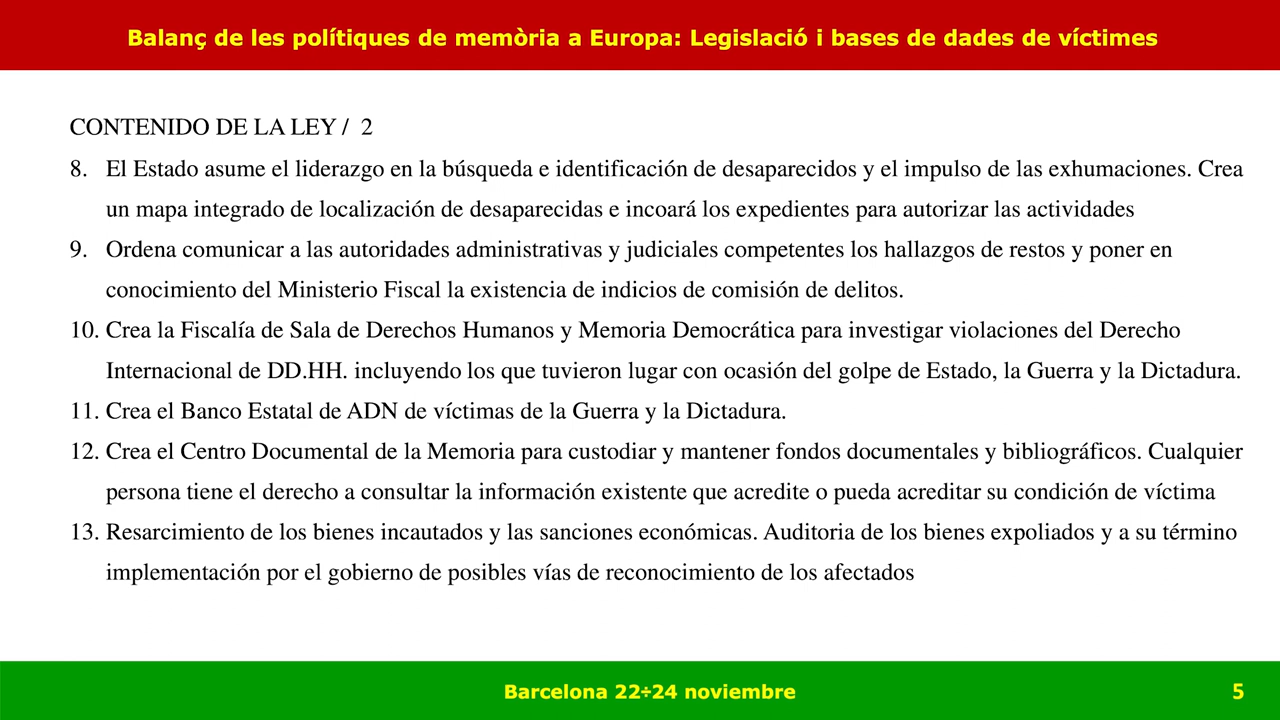 Balanç de les polítiques de memòria a Europa: Legislació i bases de dades de víctimes
CONTENIDO DE LA LEY / 2
8. El Estado asume el liderazgo en la búsqueda e identificación de desaparecidos y el impulso de las exhumaciones. Crea
un mapa integrado de localización de desaparecidas e incoará los expedientes para autorizar las actividades
9. Ordena comunicar a las autoridades administrativas y judiciales competentes los hallazgos de restos y poner en
conocimiento del Ministerio Fiscal la existencia de indicios de comisión de delitos.
10. Crea la Fiscalía de Sala de Derechos Humanos y Memoria Democrática para investigar violaciones del Derecho
Internacional de DD.HH. incluyendo los que tuvieron lugar con ocasión del golpe de Estado, la Guerra y la Dictadura.
11. Crea el Banco Estatal de ADN de víctimas de la Guerra y la Dictadura.
12. Crea el Centro Documental de la Memoria para custodiar y mantener fondos documentales y bibliográficos. Cualquier
persona tiene el derecho a consultar la información existente que acredite o pueda acreditar su condición de víctima
13. Resarcimiento de los bienes incautados y las sanciones económicas. Auditoria de los bienes expoliados y a su término
implementación por el gobierno de posibles vías de reconocimiento de los afectados
Barcelona 22÷24 noviembre
5